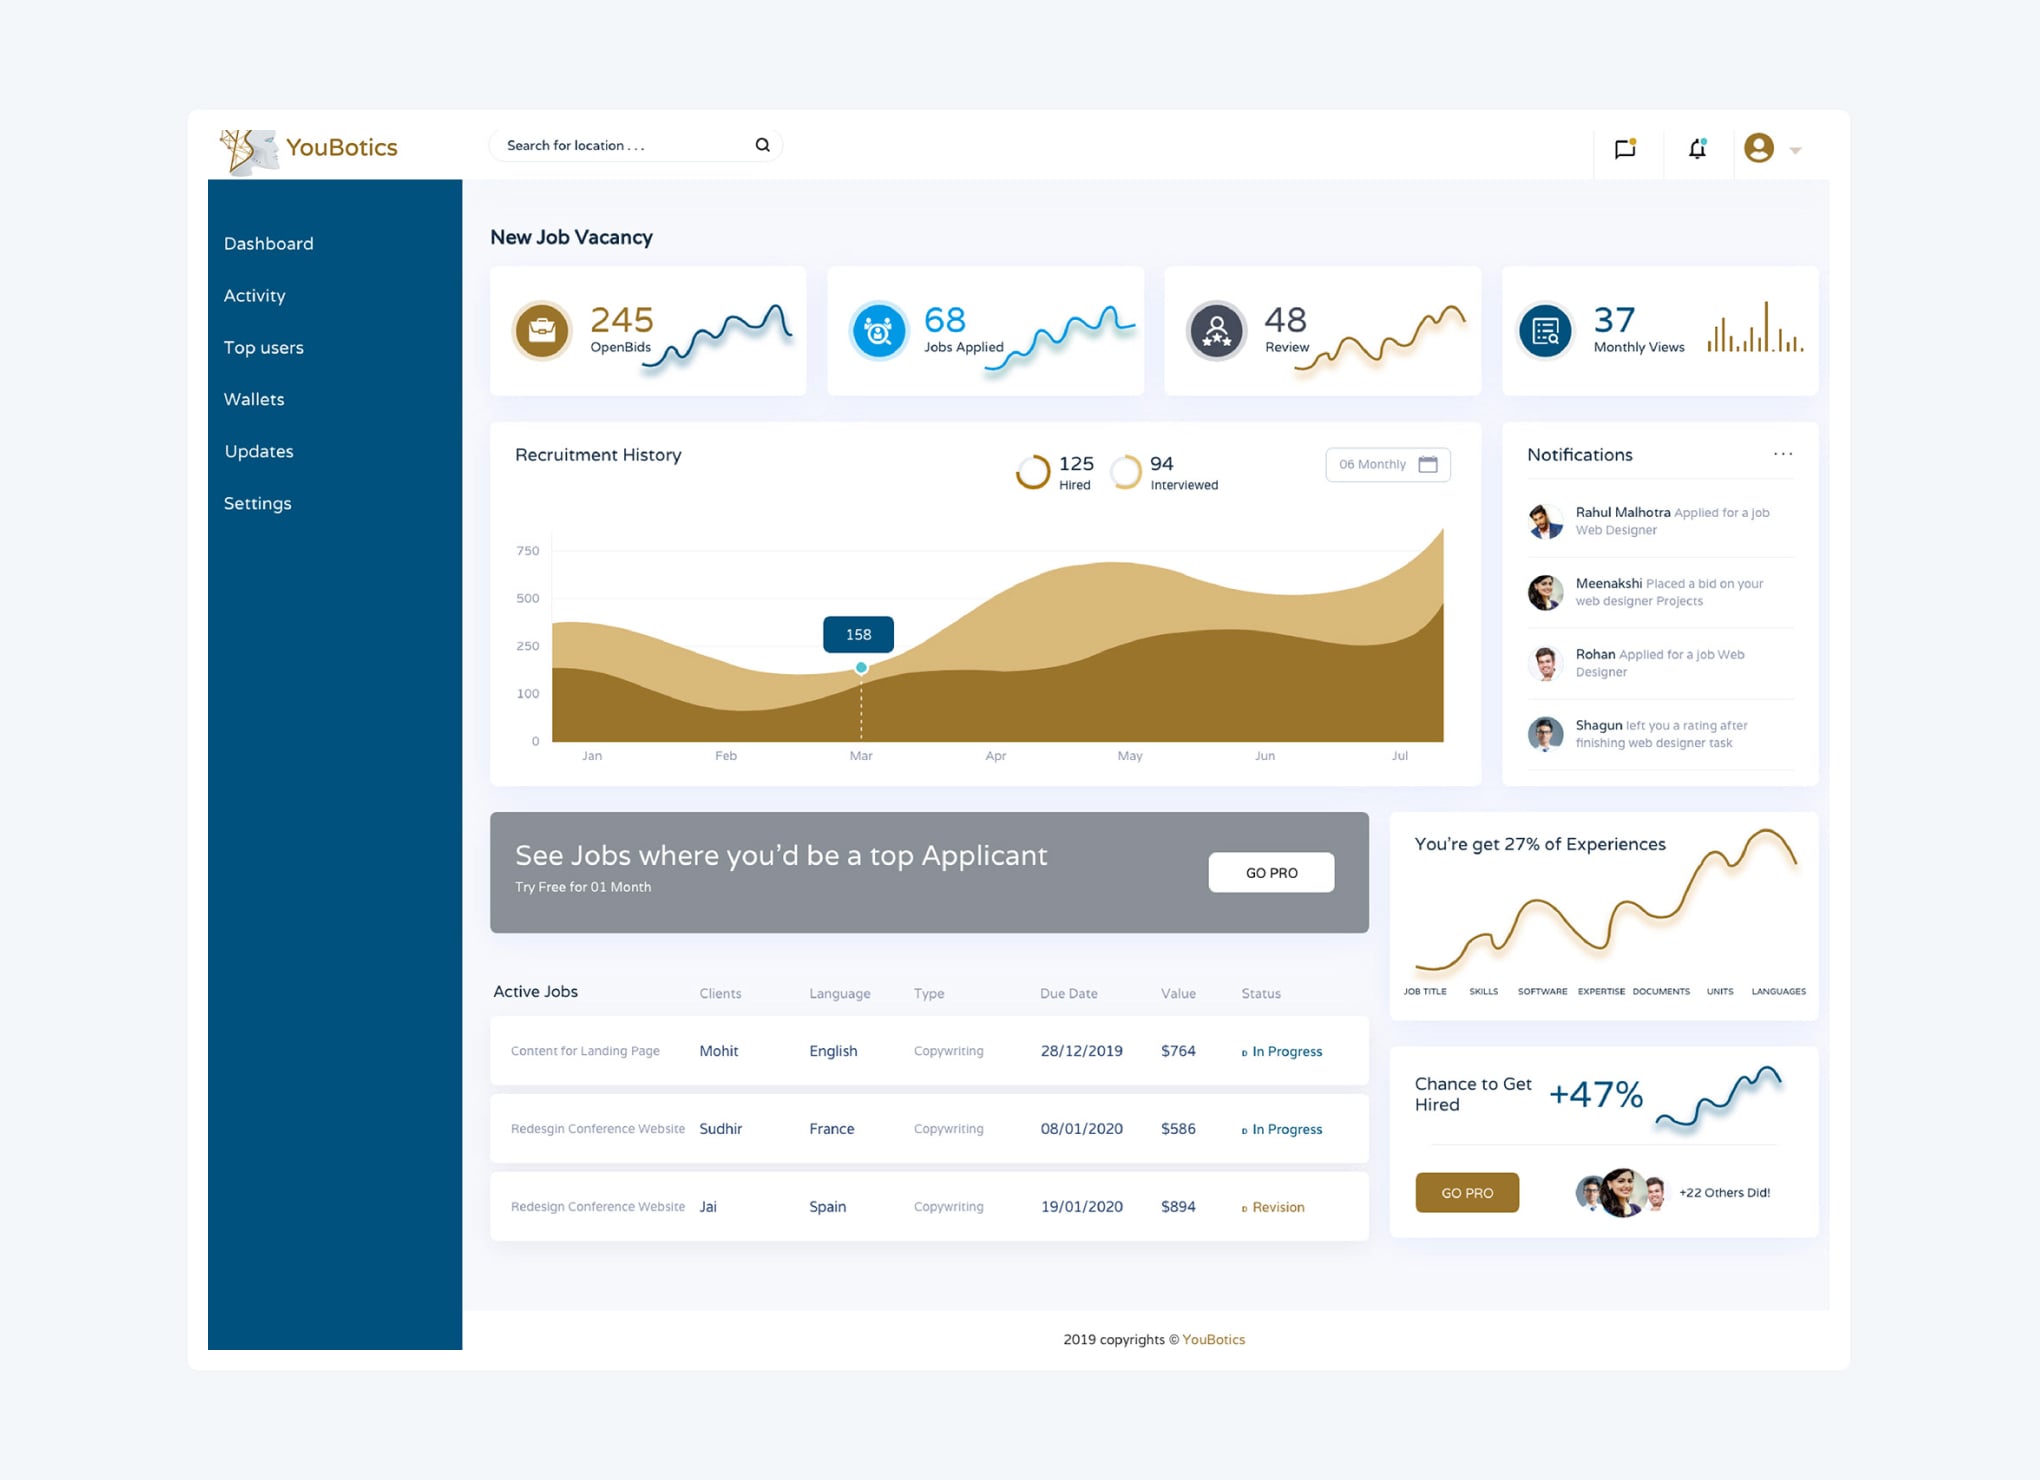 YouBotics
Search for location . . .
Dashboard
Activity
Top users
Wallets
Updates
Settings
New Job Vacancy
245
OpenBids
68
Jobs Applied
48
Review
37
Monthly Views
Recruitment History
125
Hired
94
Interviewed
06 Monthly
750
500
250
100
0
158
Jan Feb Mar Apr May Jun Jul
Notifications
Rahul Malhotra Applied for a job
Web Designer
Meenakshi Placed a bid on your
web designer Projects
Rohan Applied for a job Web
Designer
Shagun left you a rating after
finishing web designer task
See Jobs where you'd be a top Applicant
Try Free for 01 Month
GO PRO
You're get 27% of Experiences
JOB TITLE SKILLS SOFTWARE EXPERTISE DOCUMENTS UNITS LANGUAGES
Active Jobs Clients Language Type Due Date Value Status
Content for Landing Page Mohit English Copywriting 28/12/2019 $764 D In Progress
Redesgin Conference Website Sudhir France Copywriting 08/01/2020 $586 D In Progress
Redesign Conference Website Jai Spain Copywriting 19/01/2020 $894 D Revision
Chance to Get
Hired
+47%
GO PRO
+22 Others Did!
2019 copyrights © YouBotics